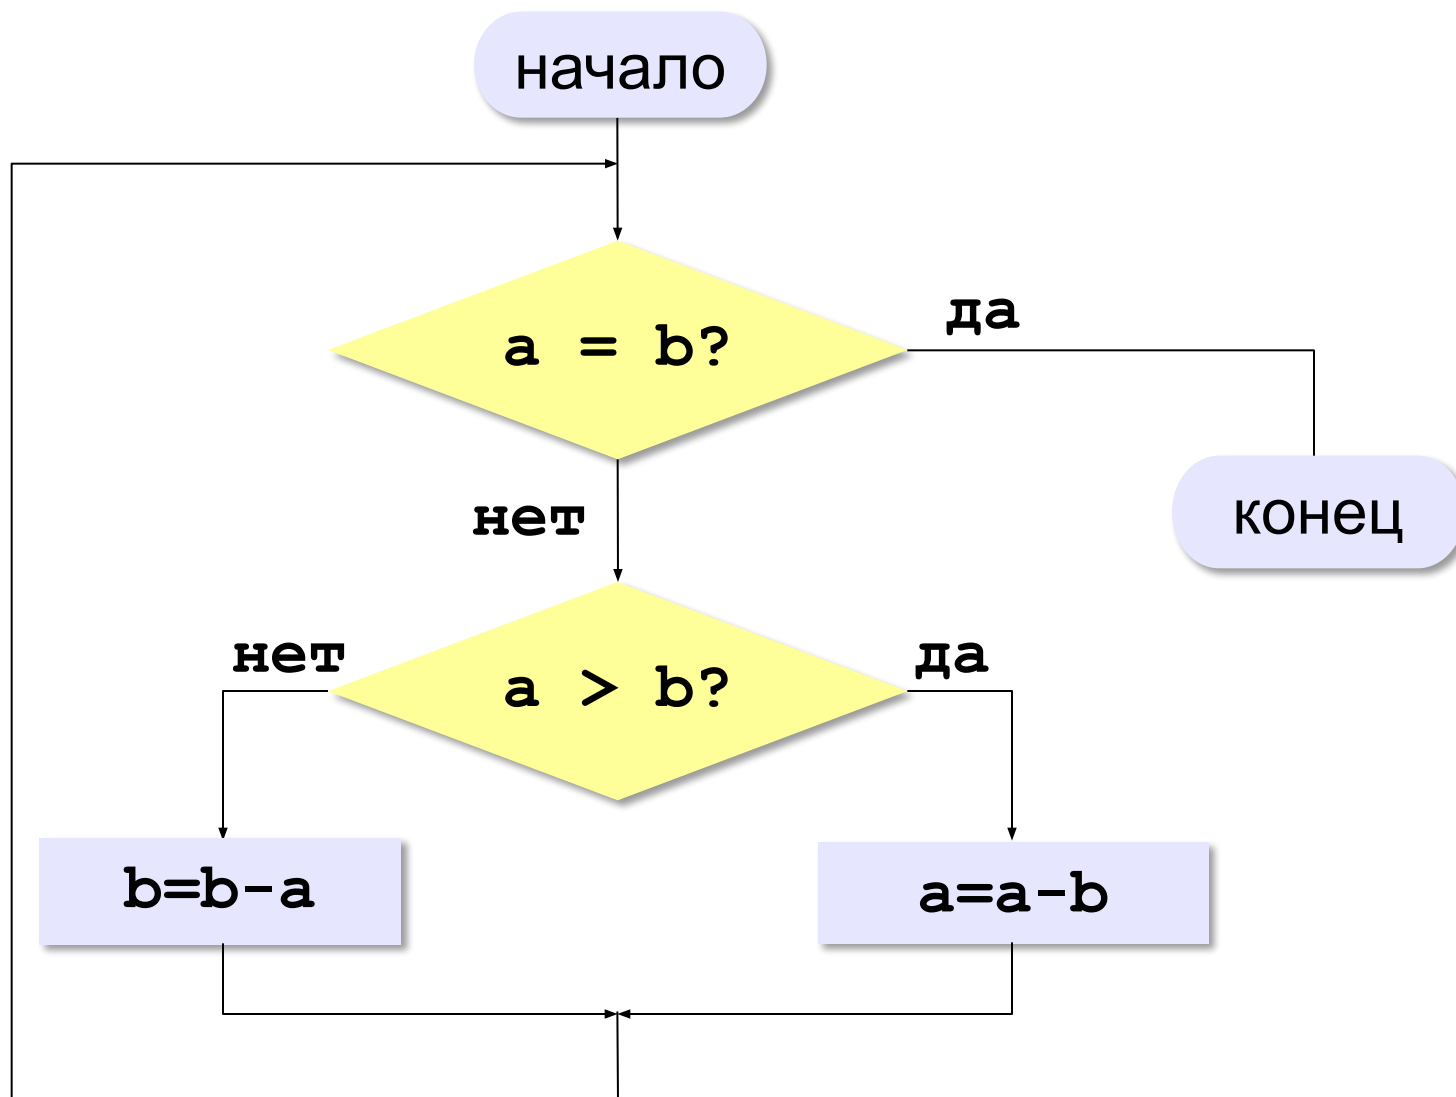 начало
a = b?
да
конец
нет
a > b?
нет
да
b=b-a
a=a-b